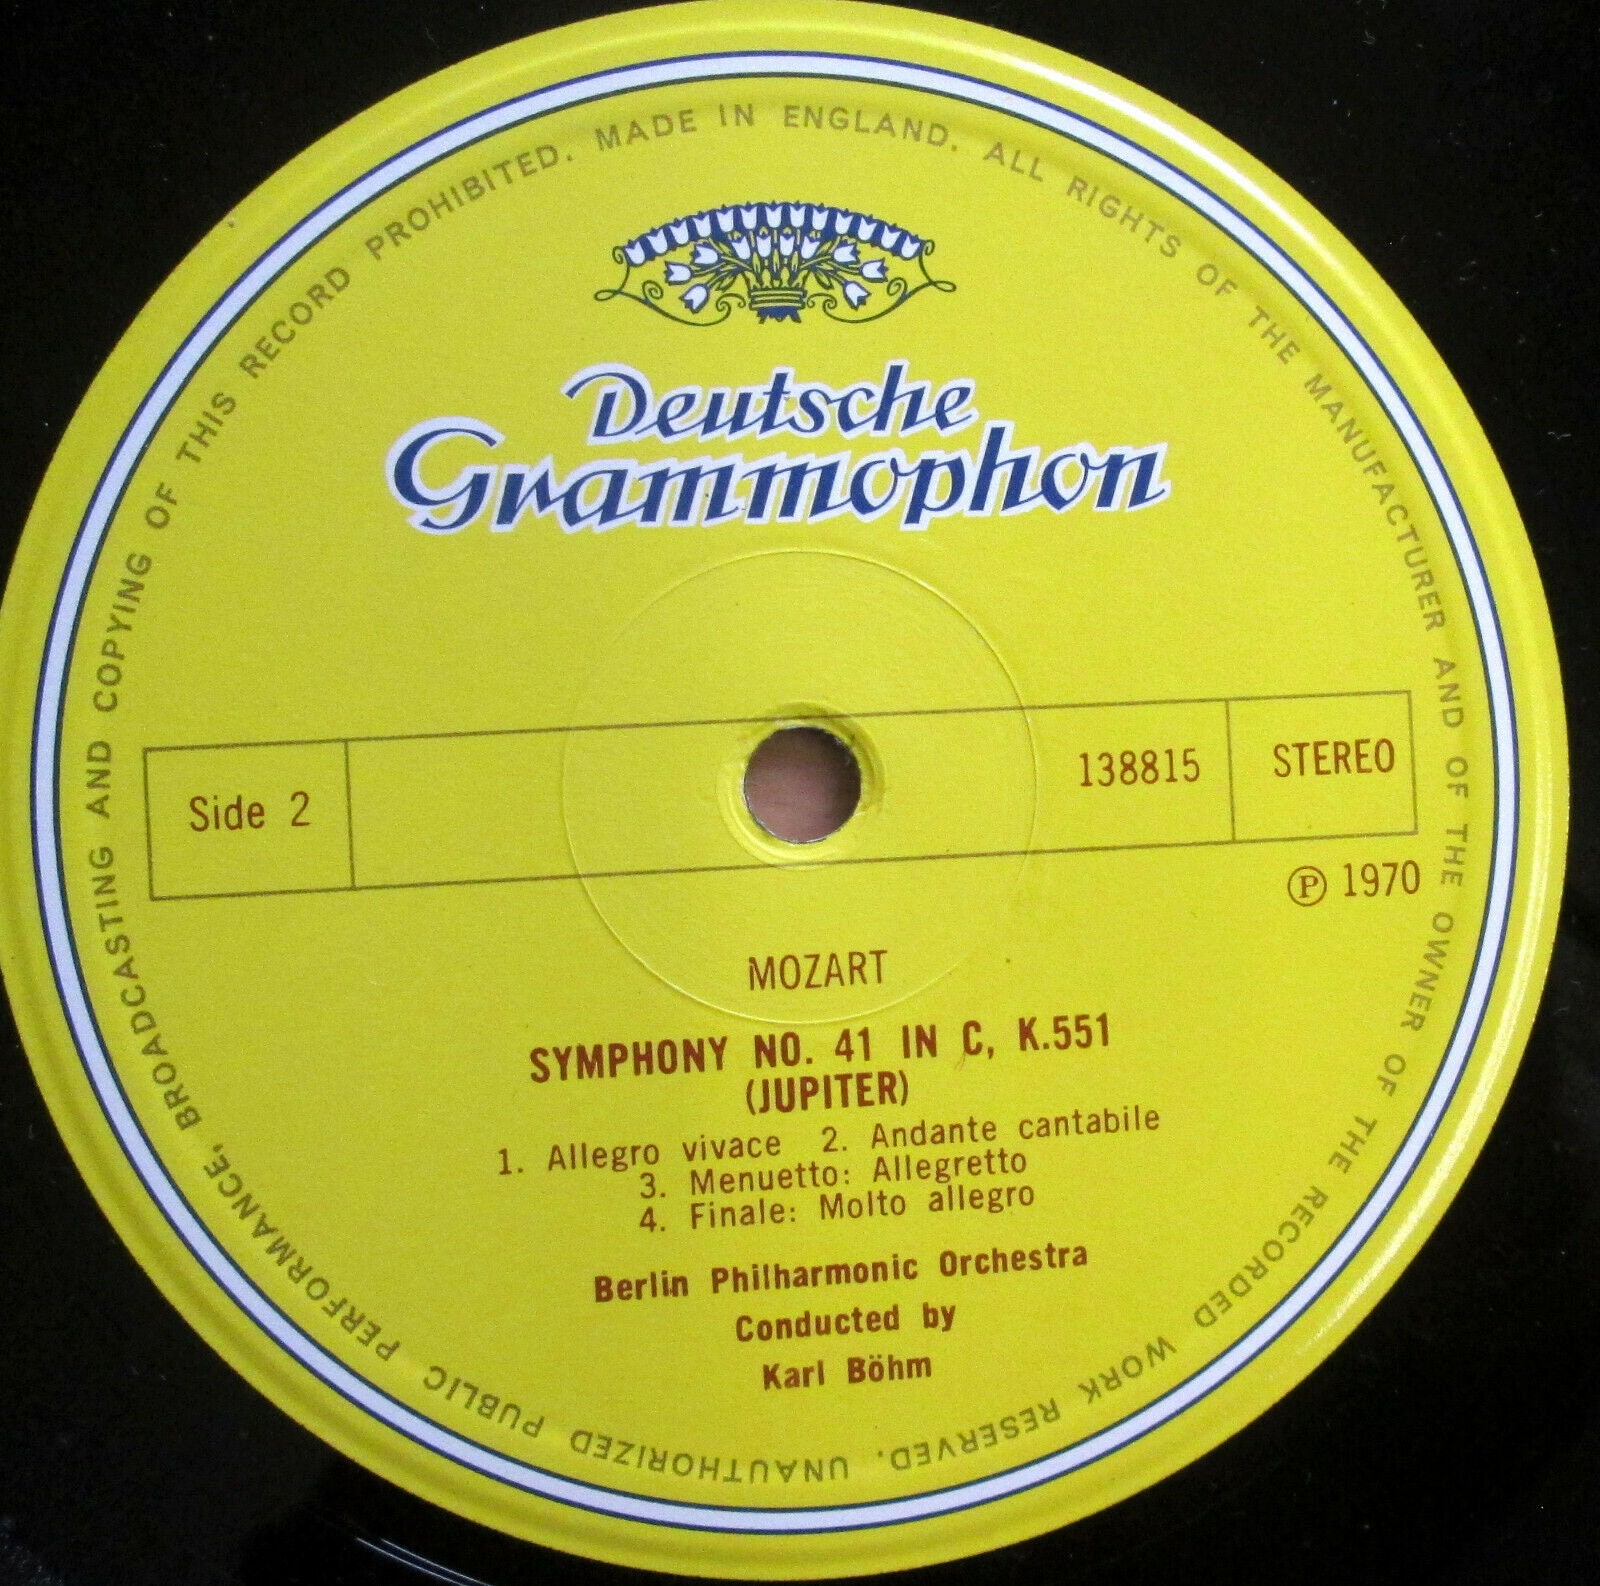 MADE IN ENGLAND. ALL RIGHTS OF THE MANUFACTURER AND OF THE OWNER OF THE RECORDED WORK RESERVED. UNAUTHORIZED PUBLIC PERFORMANCE, BROADCASTING AND COPYING OF THIS RECORD PROHIBITED.
Deutsche
Grammophon
Side 2
138815
STEREO
℗ 1970
MOZART
SYMPHONY NO. 41 IN C, K.551
(JUPITER)
1. Allegro vivace 2. Andante cantabile
3. Menuetto: Allegretto
4. Finale: Molto allegro
Berlin Philharmonic Orchestra
Conducted by
Karl Böhm